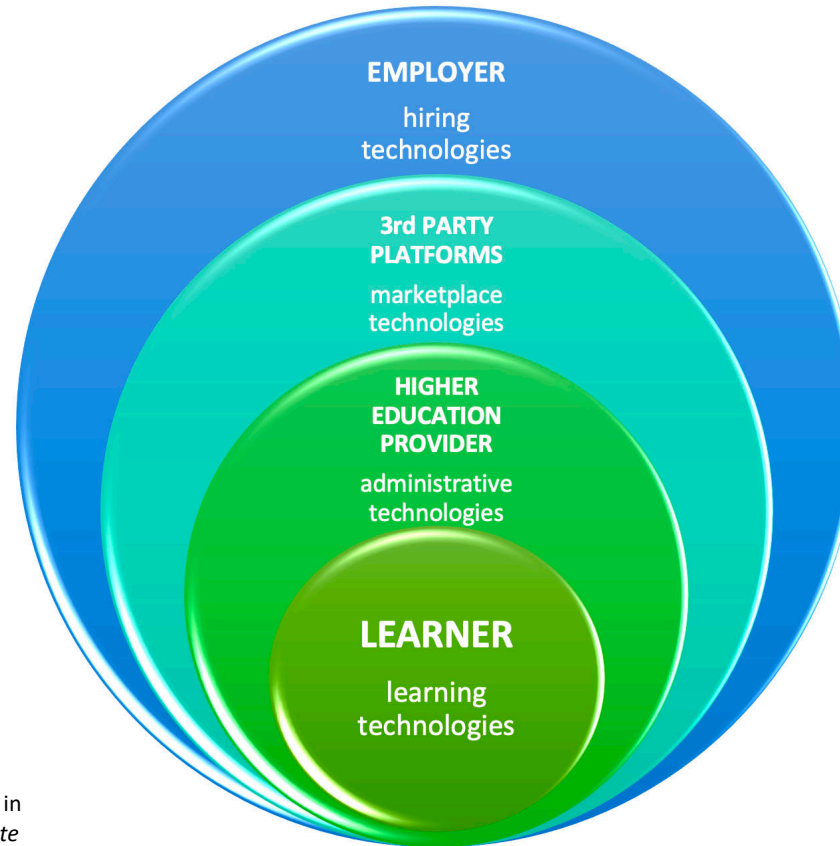 EMPLOYER
hiring
technologies
3rd PARTY
PLATFORMS
marketplace
technologies
HIGHER
EDUCATION
PROVIDER
administrative
technologies
LEARNER
learning
technologies
in